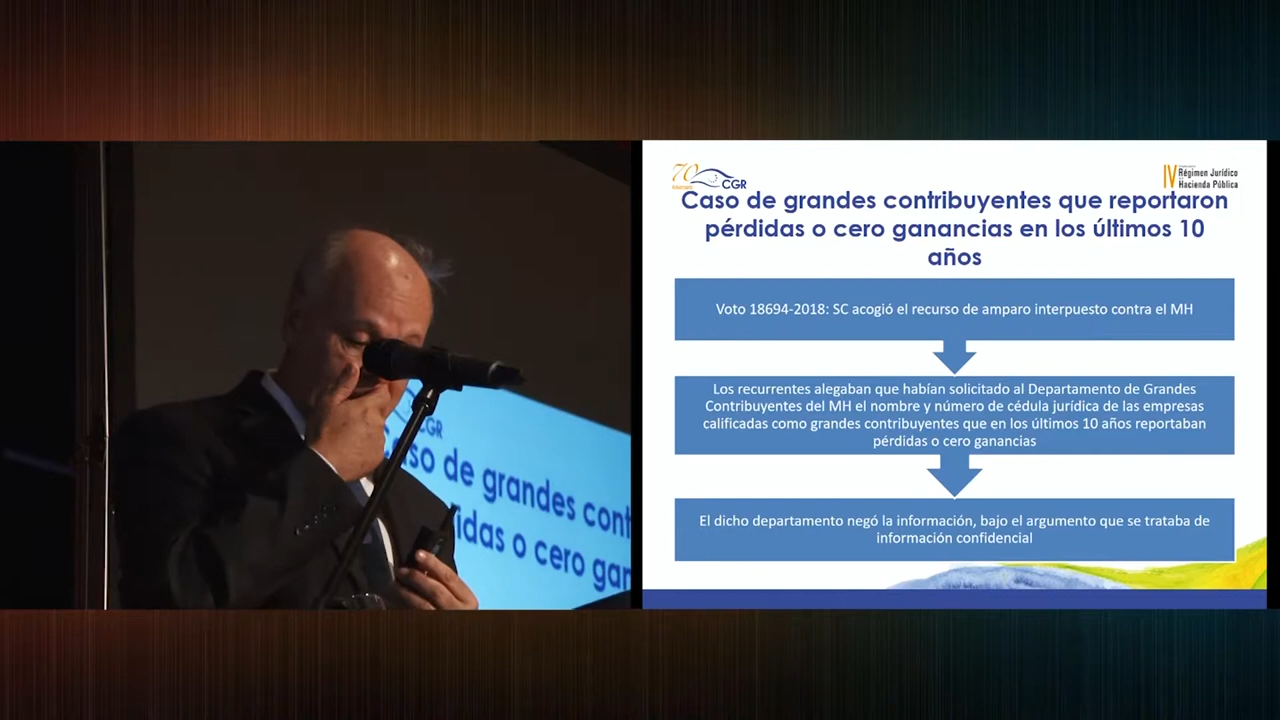 CGR
Caso de grandes cont
didas o cero gan
70
CGR
IV
Régimen Jurídico
Hacienda Pública
Caso de grandes contribuyentes que reportaron
pérdidas o cero ganancias en los últimos 10
años
Voto 18694-2018: SC acogió el recurso de amparo interpuesto contra el MH
Los recurrentes alegaban que habían solicitado al Departamento de Grandes
Contribuyentes del MH el nombre y número de cédula jurídica de las empresas
calificadas como grandes contribuyentes que en los últimos 10 años reportaban
pérdidas o cero ganancias
El dicho departamento negó la información, bajo el argumento que se trataba de
información confidencial